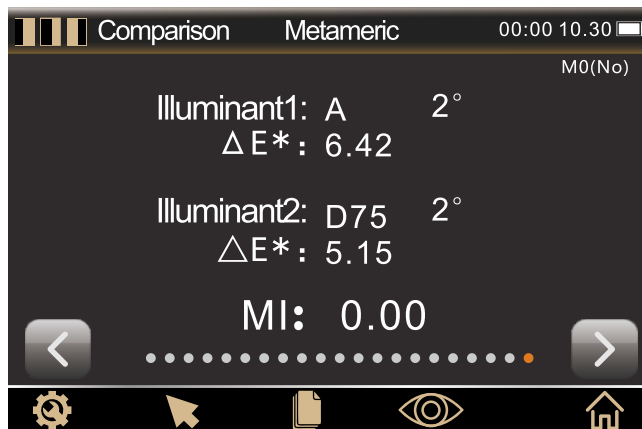 Comparison Metameric 00:00 10.30
M0(No)
Illuminant1: A 2°
△E*: 6.42
Illuminant2: D75 2°
△E*: 5.15
MI: 0.00